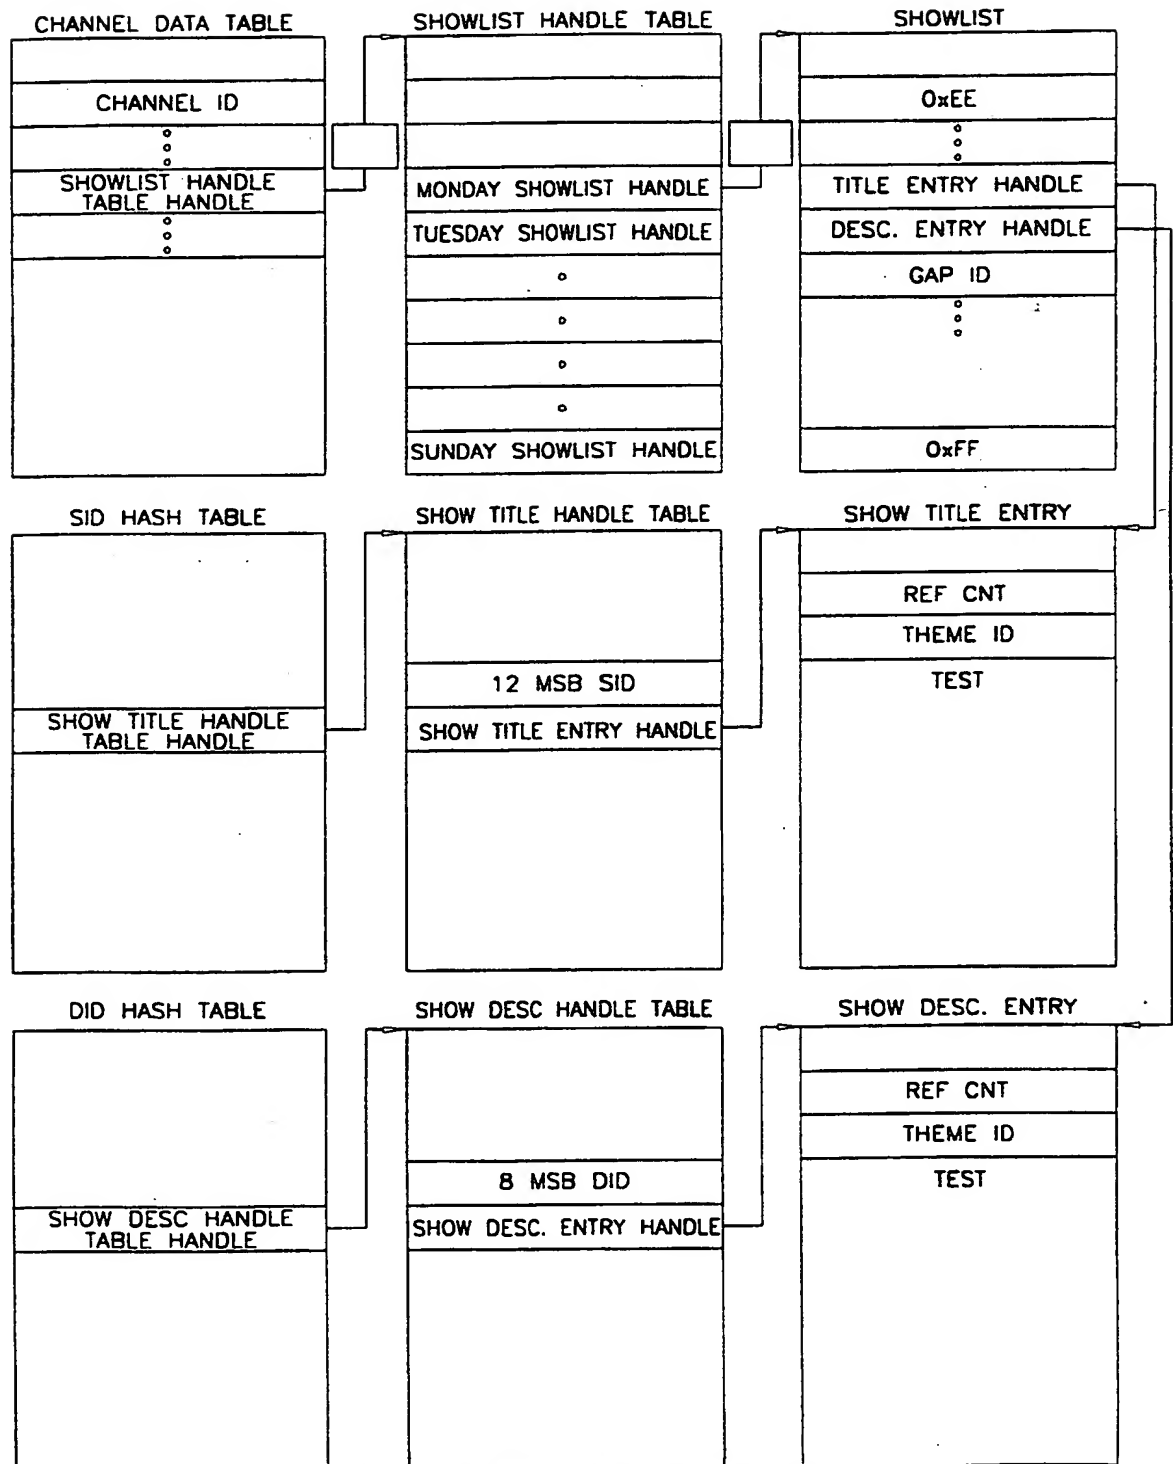 CHANNEL DATA TABLE
CHANNEL ID
SHOWLIST HANDLE
TABLE HANDLE
SHOWLIST HANDLE TABLE
MONDAY SHOWLIST HANDLE
TUESDAY SHOWLIST HANDLE
SUNDAY SHOWLIST HANDLE
SHOWLIST
0xEE
TITLE ENTRY HANDLE
DESC. ENTRY HANDLE
GAP ID
0xFF
SID HASH TABLE
SHOW TITLE HANDLE
TABLE HANDLE
SHOW TITLE HANDLE TABLE
12 MSB SID
SHOW TITLE ENTRY HANDLE
SHOW TITLE ENTRY
REF CNT
THEME ID
TEST
DID HASH TABLE
SHOW DESC HANDLE
TABLE HANDLE
SHOW DESC HANDLE TABLE
8 MSB DID
SHOW DESC. ENTRY HANDLE
SHOW DESC. ENTRY
REF CNT
THEME ID
TEST